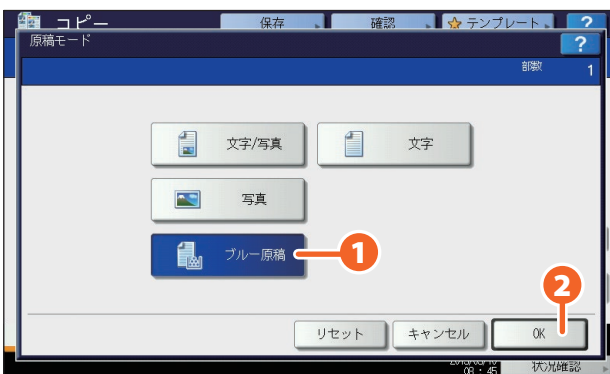 コピー 保存 確認 テンプレート ?
原稿モード ?
部数 1
文字/写真 文字
写真
ブルー原稿 1
2
リセット キャンセル OK
08 : 45 状況確認